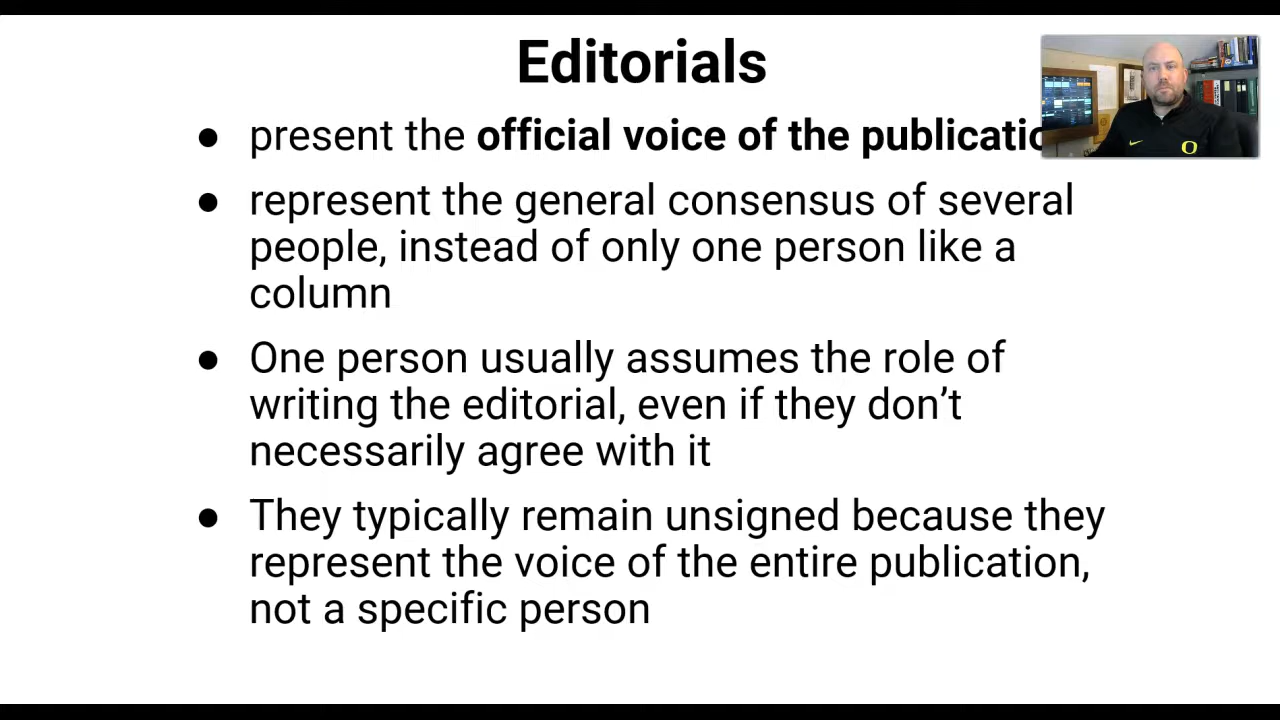 Editorials
● present the official voice of the publicatio
● represent the general consensus of several
people, instead of only one person like a
column
● One person usually assumes the role of
writing the editorial, even if they don’t
necessarily agree with it
● They typically remain unsigned because they
represent the voice of the entire publication,
not a specific person
O